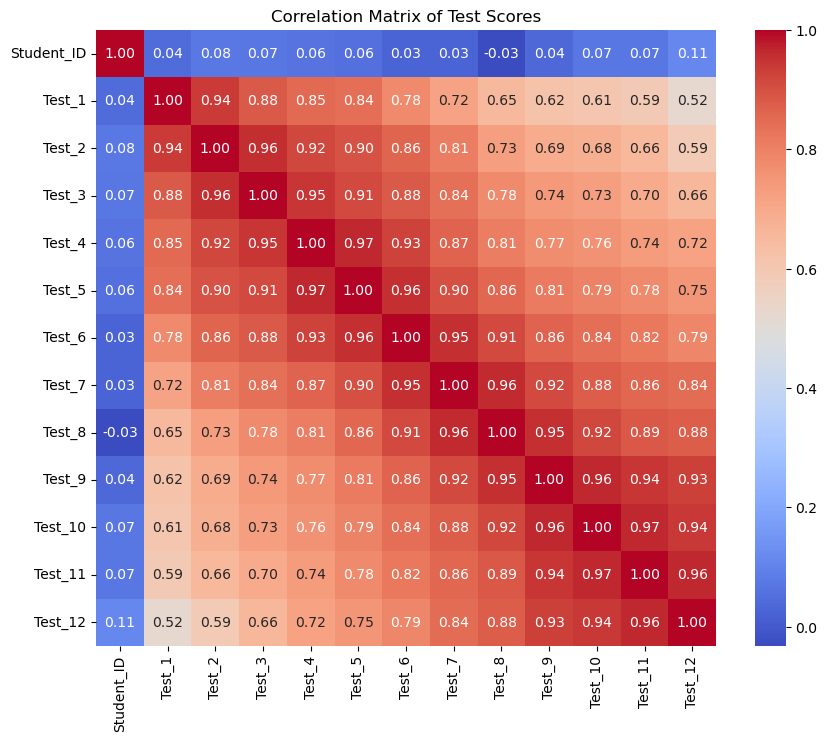 Correlation Matrix of Test Scores
Student_ID 1.00 0.04 0.08 0.07 0.06 0.06 0.03 0.03 -0.03 0.04 0.07 0.07 0.11
Test_1 0.04 1.00 0.94 0.88 0.85 0.84 0.78 0.72 0.65 0.62 0.61 0.59 0.52
Test_2 0.08 0.94 1.00 0.96 0.92 0.90 0.86 0.81 0.73 0.69 0.68 0.66 0.59
Test_3 0.07 0.88 0.96 1.00 0.95 0.91 0.88 0.84 0.78 0.74 0.73 0.70 0.66
Test_4 0.06 0.85 0.92 0.95 1.00 0.97 0.93 0.87 0.81 0.77 0.76 0.74 0.72
Test_5 0.06 0.84 0.90 0.91 0.97 1.00 0.96 0.90 0.86 0.81 0.79 0.78 0.75
Test_6 0.03 0.78 0.86 0.88 0.93 0.96 1.00 0.95 0.91 0.86 0.84 0.82 0.79
Test_7 0.03 0.72 0.81 0.84 0.87 0.90 0.95 1.00 0.96 0.92 0.88 0.86 0.84
Test_8 -0.03 0.65 0.73 0.78 0.81 0.86 0.91 0.96 1.00 0.95 0.92 0.89 0.88
Test_9 0.04 0.62 0.69 0.74 0.77 0.81 0.86 0.92 0.95 1.00 0.96 0.94 0.93
Test_10 0.07 0.61 0.68 0.73 0.76 0.79 0.84 0.88 0.92 0.96 1.00 0.97 0.94
Test_11 0.07 0.59 0.66 0.70 0.74 0.78 0.82 0.86 0.89 0.94 0.97 1.00 0.96
Test_12 0.11 0.52 0.59 0.66 0.72 0.75 0.79 0.84 0.88 0.93 0.94 0.96 1.00
Student_ID Test_1 Test_2 Test_3 Test_4 Test_5 Test_6 Test_7 Test_8 Test_9 Test_10 Test_11 Test_12
1.0
0.8
0.6
0.4
0.2
0.0